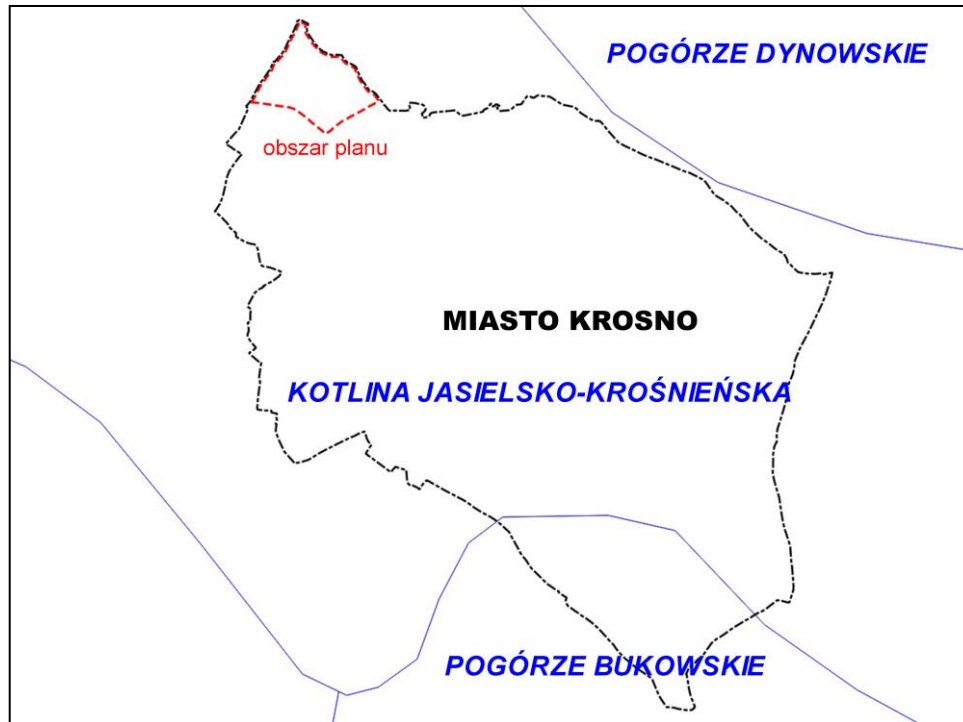 POGÓRZE DYNOWSKIE
obszar planu
MIASTO KROSNO
KOTLINA JASIELSKO-KROŚNIEŃSKA
POGÓRZE BUKOWSKIE